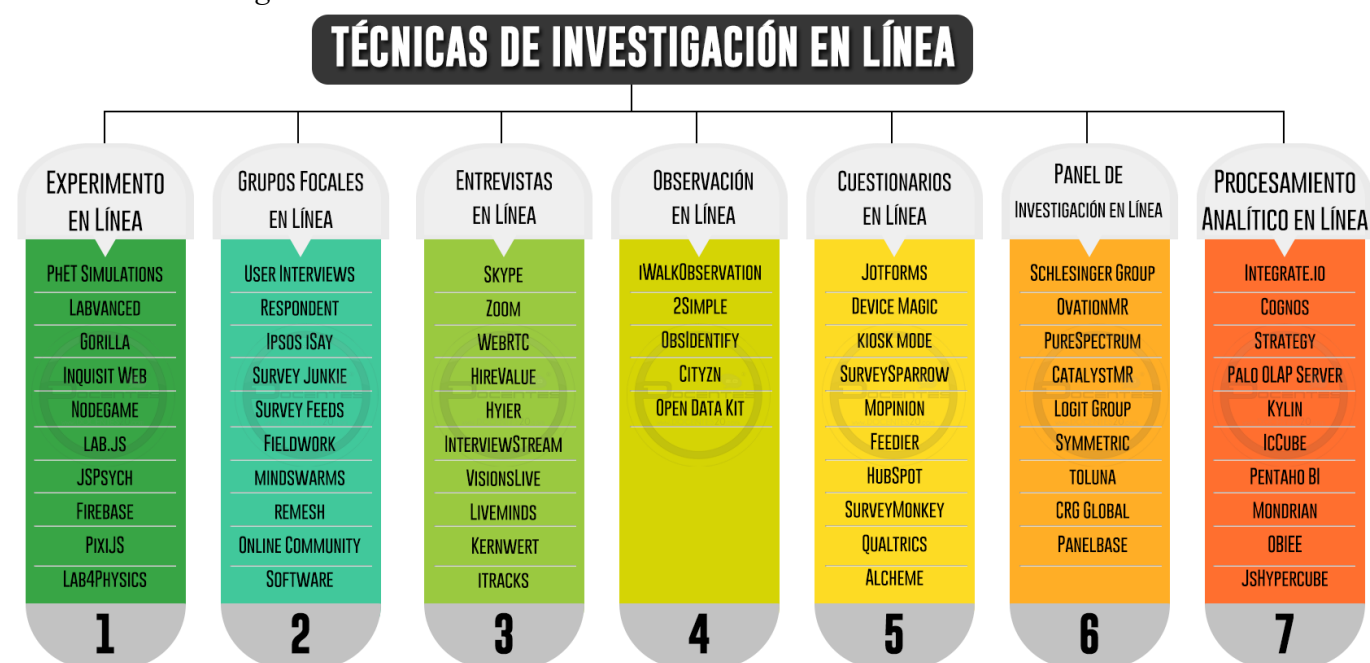 TÉCNICAS DE INVESTIGACIÓN EN LÍNEA
EXPERIMENTO
EN LÍNEA
PHET SIMULATIONS
LABVANCED
GORILLA
INQUISIT WEB
NODEGAME
LAB.JS
JSPSYCH
FIREBASE
PIXIJS
LAB4PHYSICS
1
GRUPOS FOCALES
EN LÍNEA
USER INTERVIEWS
RESPONDENT
IPSOS ISAY
SURVEY JUNKIE
SURVEY FEEDS
FIELDWORK
MINDSWARMS
REMESH
ONLINE COMMUNITY
SOFTWARE
2
ENTREVISTAS
EN LÍNEA
SKYPE
ZOOM
WEBRTC
HIREVALUE
HYIER
INTERVIEWSTREAM
VISIONSLIVE
LIVEMINDS
KERNWERT
ITRACKS
3
OBSERVACIÓN
EN LÍNEA
IWALKOBSERVATION
2SIMPLE
OBSIDENTIFY
CITYZN
OPEN DATA KIT
4
CUESTIONARIOS
EN LÍNEA
JOTFORMS
DEVICE MAGIC
KIOSK MODE
SURVEYSPARROW
MOPINION
FEEDIER
HUBSPOT
SURVEYMONKEY
QUALTRICS
ALCHEME
5
PANEL DE
INVESTIGACIÓN EN LÍNEA
SCHLESINGER GROUP
OVATIONMR
PURESPECTRUM
CATALYSTMR
LOGIT GROUP
SYMMETRIC
TOLUNA
CRG GLOBAL
PANELBASE
6
PROCESAMIENTO
ANALÍTICO EN LÍNEA
INTEGRATE.IO
COGNOS
STRATEGY
PALO OLAP SERVER
KYLIN
ICCUBE
PENTAHO BI
MONDRIAN
OBIEE
JSHYPERCUBE
7